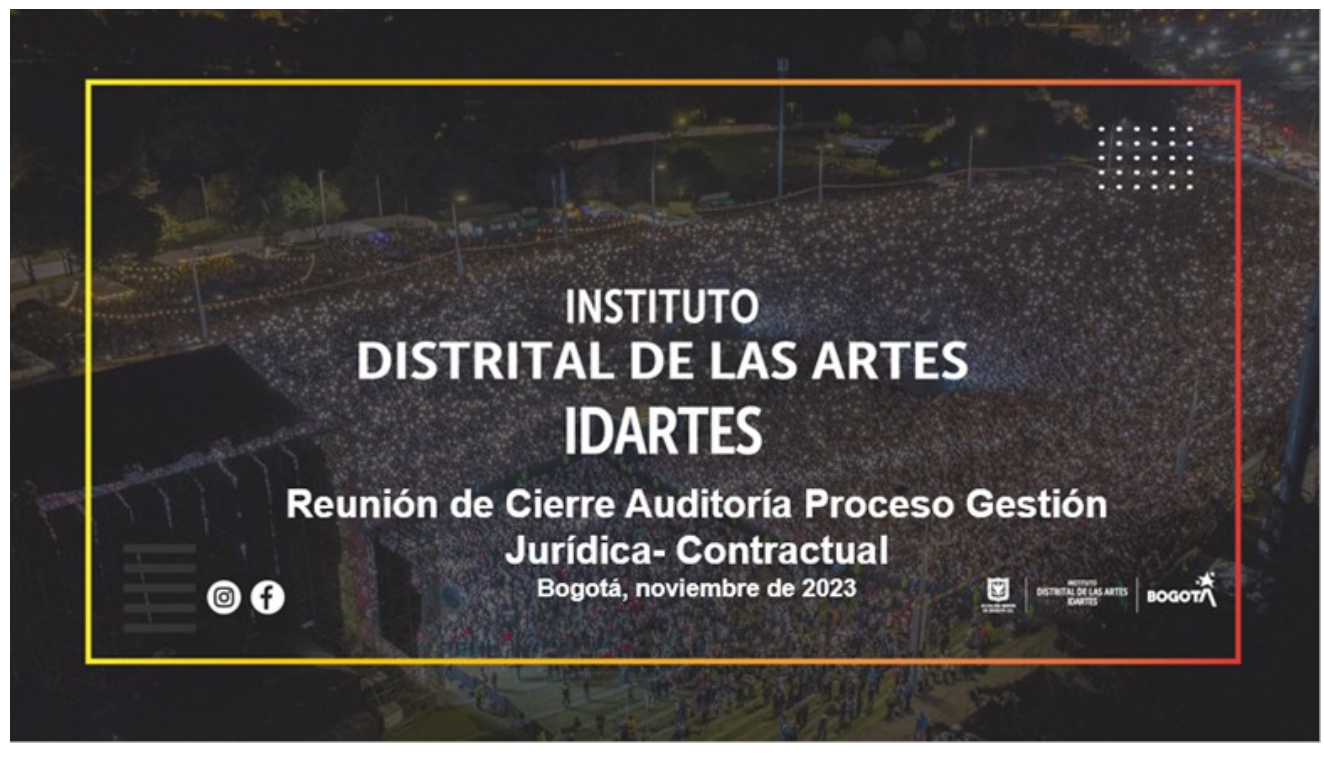 INSTITUTO
DISTRITAL DE LAS ARTES
IDARTES
Reunión de Cierre Auditoría Proceso Gestión
Jurídica- Contractual
Bogotá, noviembre de 2023
INSTITUTO
DISTRITAL DE LAS ARTES
IDARTES
BOGOTÁ